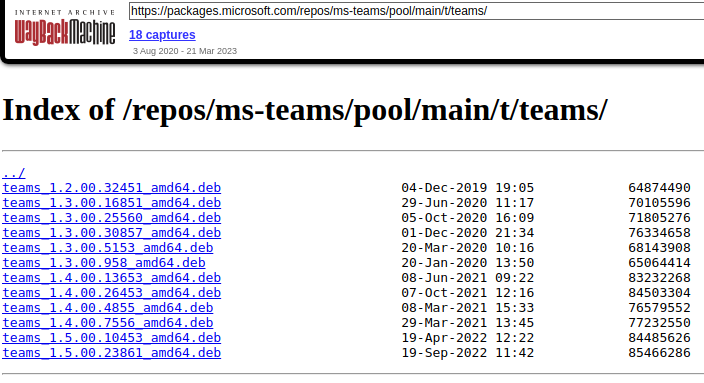 INTERNET ARCHIVE
WayBackMachine
https://packages.microsoft.com/repos/ms-teams/pool/main/t/teams/
18 captures
3 Aug 2020 - 21 Mar 2023
Index of /repos/ms-teams/pool/main/t/teams/
../
teams_1.2.00.32451_amd64.deb 04-Dec-2019 19:05 64874490
teams_1.3.00.16851_amd64.deb 29-Jun-2020 11:17 70105596
teams_1.3.00.25560_amd64.deb 05-Oct-2020 16:09 71805276
teams_1.3.00.30857_amd64.deb 01-Dec-2020 21:34 76334658
teams_1.3.00.5153_amd64.deb 20-Mar-2020 10:16 68143908
teams_1.3.00.958_amd64.deb 20-Jan-2020 13:50 65064414
teams_1.4.00.13653_amd64.deb 08-Jun-2021 09:22 83232268
teams_1.4.00.26453_amd64.deb 07-Oct-2021 12:16 84503304
teams_1.4.00.4855_amd64.deb 08-Mar-2021 15:33 76579552
teams_1.4.00.7556_amd64.deb 29-Mar-2021 13:45 77232550
teams_1.5.00.10453_amd64.deb 19-Apr-2022 12:22 84485626
teams_1.5.00.23861_amd64.deb 19-Sep-2022 11:42 85466286